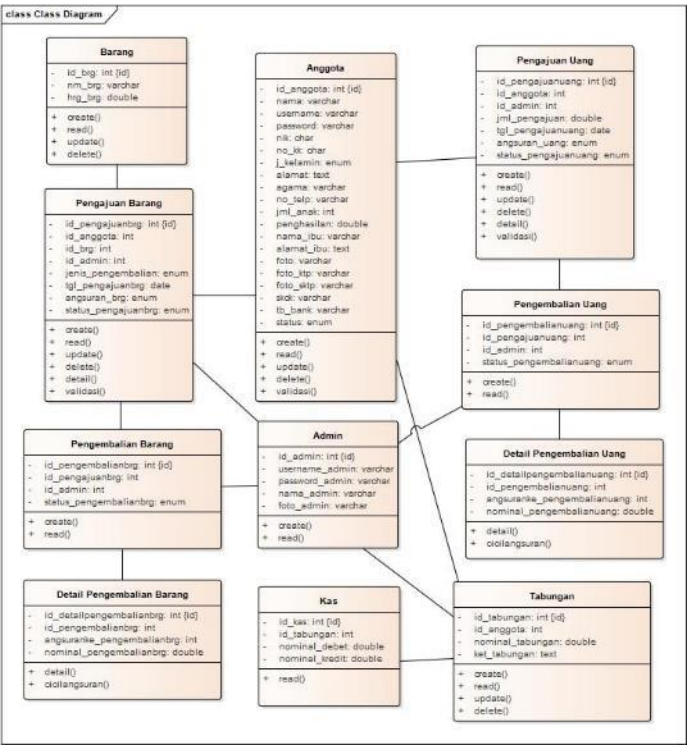 class Class Diagram
Barang
- id_brg: int {id}
- nm_brg: varchar
- hrg_brg: double
+ create()
+ read()
+ update()
+ delete()
Pengajuan Barang
- id_pengajuanbrg: int {id}
- id_anggota: int
- id_brg: int
- id_admin: int
- jenis_pengembalian: enum
- tgl_pengajuanbrg: date
- angsuran_brg: enum
- status_pengajuanbrg: enum
+ create()
+ read()
+ update()
+ delete()
+ detail()
+ validasi()
Pengembalian Barang
- id_pengembalianbrg: int {id}
- id_pengajuanbrg: int
- id_admin: int
- status_pengembalianbrg: enum
+ create()
+ read()
Detail Pengembalian Barang
- id_detailpengembalianbrg: int {id}
- id_pengembalianbrg: int
- angsuranke_pengembalianbrg: int
- nominal_pengembalianbrg: double
+ detail()
+ cicilangsuran()
Anggota
- id_anggota: int {id}
- nama: varchar
- username: varchar
- password: varchar
- nik: char
- no_kk: char
- j_kelamin: enum
- alamat: text
- agama: varchar
- no_telp: varchar
- jml_anak: int
- penghasilan: double
- nama_ibu: varchar
- alamat_ibu: text
- foto: varchar
- foto_ktp: varchar
- foto_sktp: varchar
- skck: varchar
- tb_bank: varchar
- status: enum
+ create()
+ read()
+ update()
+ delete()
+ validasi()
Admin
- id_admin: int {id}
- username_admin: varchar
- password_admin: varchar
- nama_admin: varchar
- foto_admin: varchar
+ create()
+ read()
Kas
- id_kas: int {id}
- id_tabungan: int
- nominal_debet: double
- nominal_kredit: double
+ read()
Pengajuan Uang
- id_pengajuanuang: int {id}
- id_anggota: int
- id_admin: int
- jml_pengajuan: double
- tgl_pengajuanuang: date
- angsuran_uang: enum
- status_pengajuanuang: enum
+ create()
+ read()
+ update()
+ delete()
+ detail()
+ validasi()
Pengembalian Uang
- id_pengembalianuang: int {id}
- id_pengajuanuang: int
- id_admin: int
- status_pengembalianuang: enum
+ create()
+ read()
Detail Pengembalian Uang
- id_detailpengembalianuang: int {id}
- id_pengembalianuang: int
- angsuranke_pengembalianuang: int
- nominal_pengembalianuang: double
+ detail()
+ cicilangsuran()
Tabungan
- id_tabungan: int {id}
- id_anggota: int
- nominal_tabungan: double
- ket_tabungan: text
+ create()
+ read()
+ update()
+ delete()